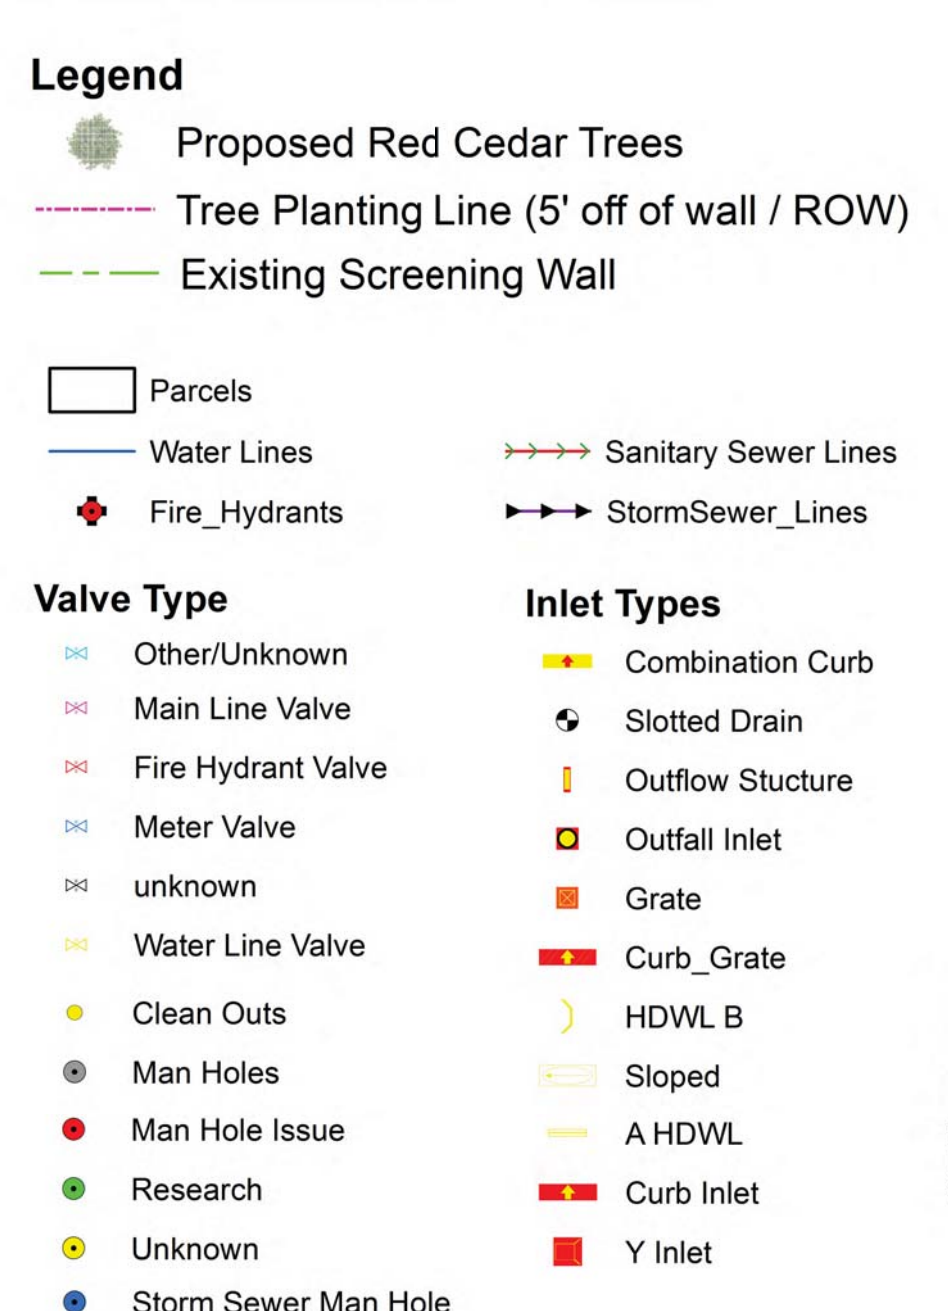 Legend
Proposed Red Cedar Trees
Tree Planting Line (5' off of wall / ROW)
Existing Screening Wall
Parcels
Water Lines
Fire_Hydrants
Sanitary Sewer Lines
StormSewer_Lines
Valve Type
Other/Unknown
Main Line Valve
Fire Hydrant Valve
Meter Valve
unknown
Water Line Valve
Clean Outs
Man Holes
Man Hole Issue
Research
Unknown
Storm Sewer Man Hole
Inlet Types
Combination Curb
Slotted Drain
Outflow Stucture
Outfall Inlet
Grate
Curb_Grate
HDWL B
Sloped
A HDWL
Curb Inlet
Y Inlet